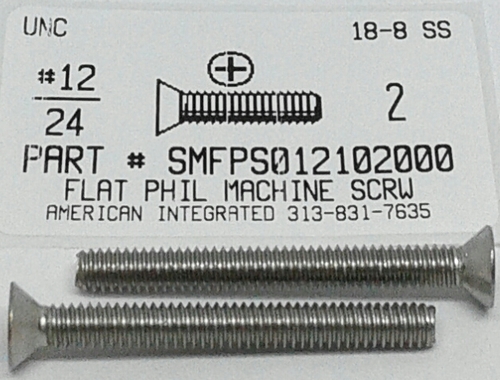 UNC 18-8 SS
#12
24
2
PART # SMFPS012102000
FLAT PHIL MACHINE SCRW
AMERICAN INTEGRATED 313-831-7635